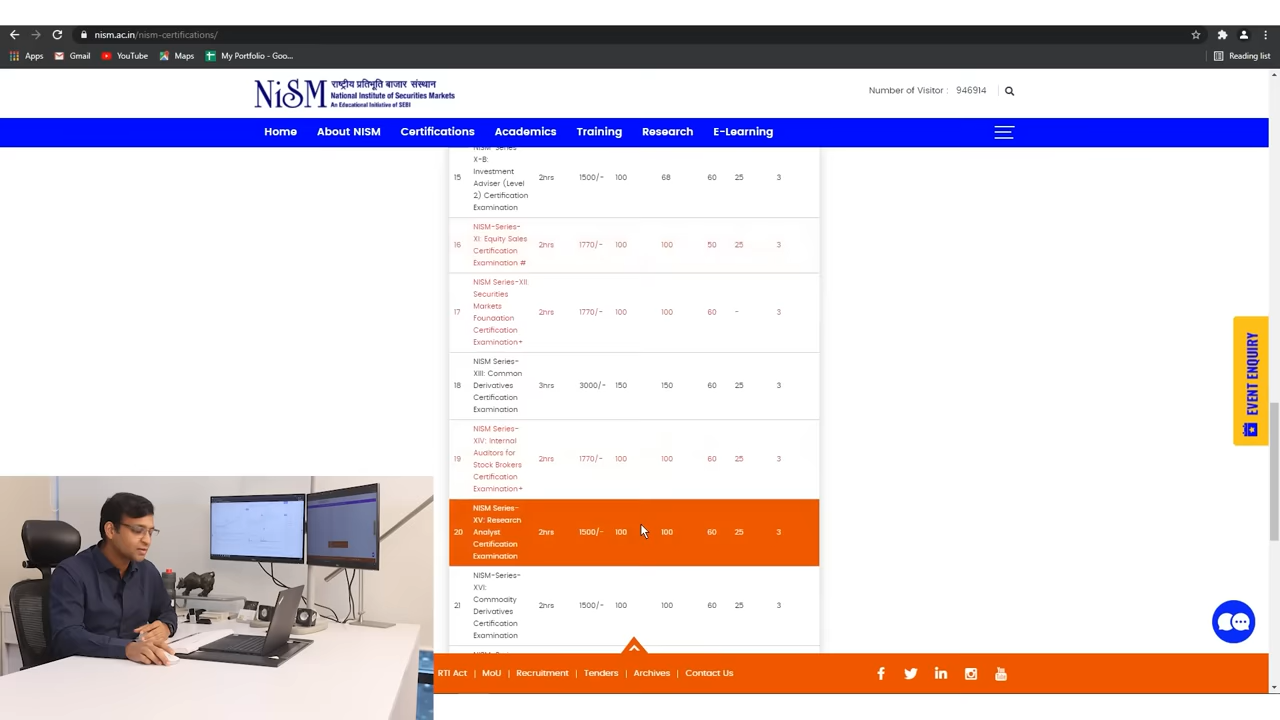 nism.ac.in/nism-certifications/
Apps Gmail YouTube Maps My Portfolio - Goo... Reading list
NiSM राष्ट्रीय प्रतिभूति बाजार संस्थान
National Institute of Securities Markets
An Educational Initiative of SEBI
Number of Visitor : 946914
Home About NISM Certifications Academics Training Research E-Learning
NISM-Series
X-B:
Investment
Adviser (Level
2) Certification
Examination
15 2hrs 1500/- 100 68 60 25 3
NISM-Series-
XI: Equity Sales
Certification
Examination #
16 2hrs 1770/- 100 100 50 25 3
NISM Series-XII:
Securities
Markets
Foundation
Certification
Examination+
17 2hrs 1770/- 100 100 60 - 3
NISM Series-
XIII: Common
Derivatives
Certification
Examination
18 3hrs 3000/- 150 150 60 25 3
NISM Series-
XIV: Internal
Auditors for
Stock Brokers
Certification
Examination+
19 2hrs 1770/- 100 100 60 25 3
NISM Series-
XV: Research
Analyst
Certification
Examination
20 2hrs 1500/- 100 100 60 25 3
NISM-Series-
XVI:
Commodity
Derivatives
Certification
Examination
21 2hrs 1500/- 100 100 60 25 3
EVENT ENQUIRY
RTI Act | MoU | Recruitment | Tenders | Archives | Contact Us